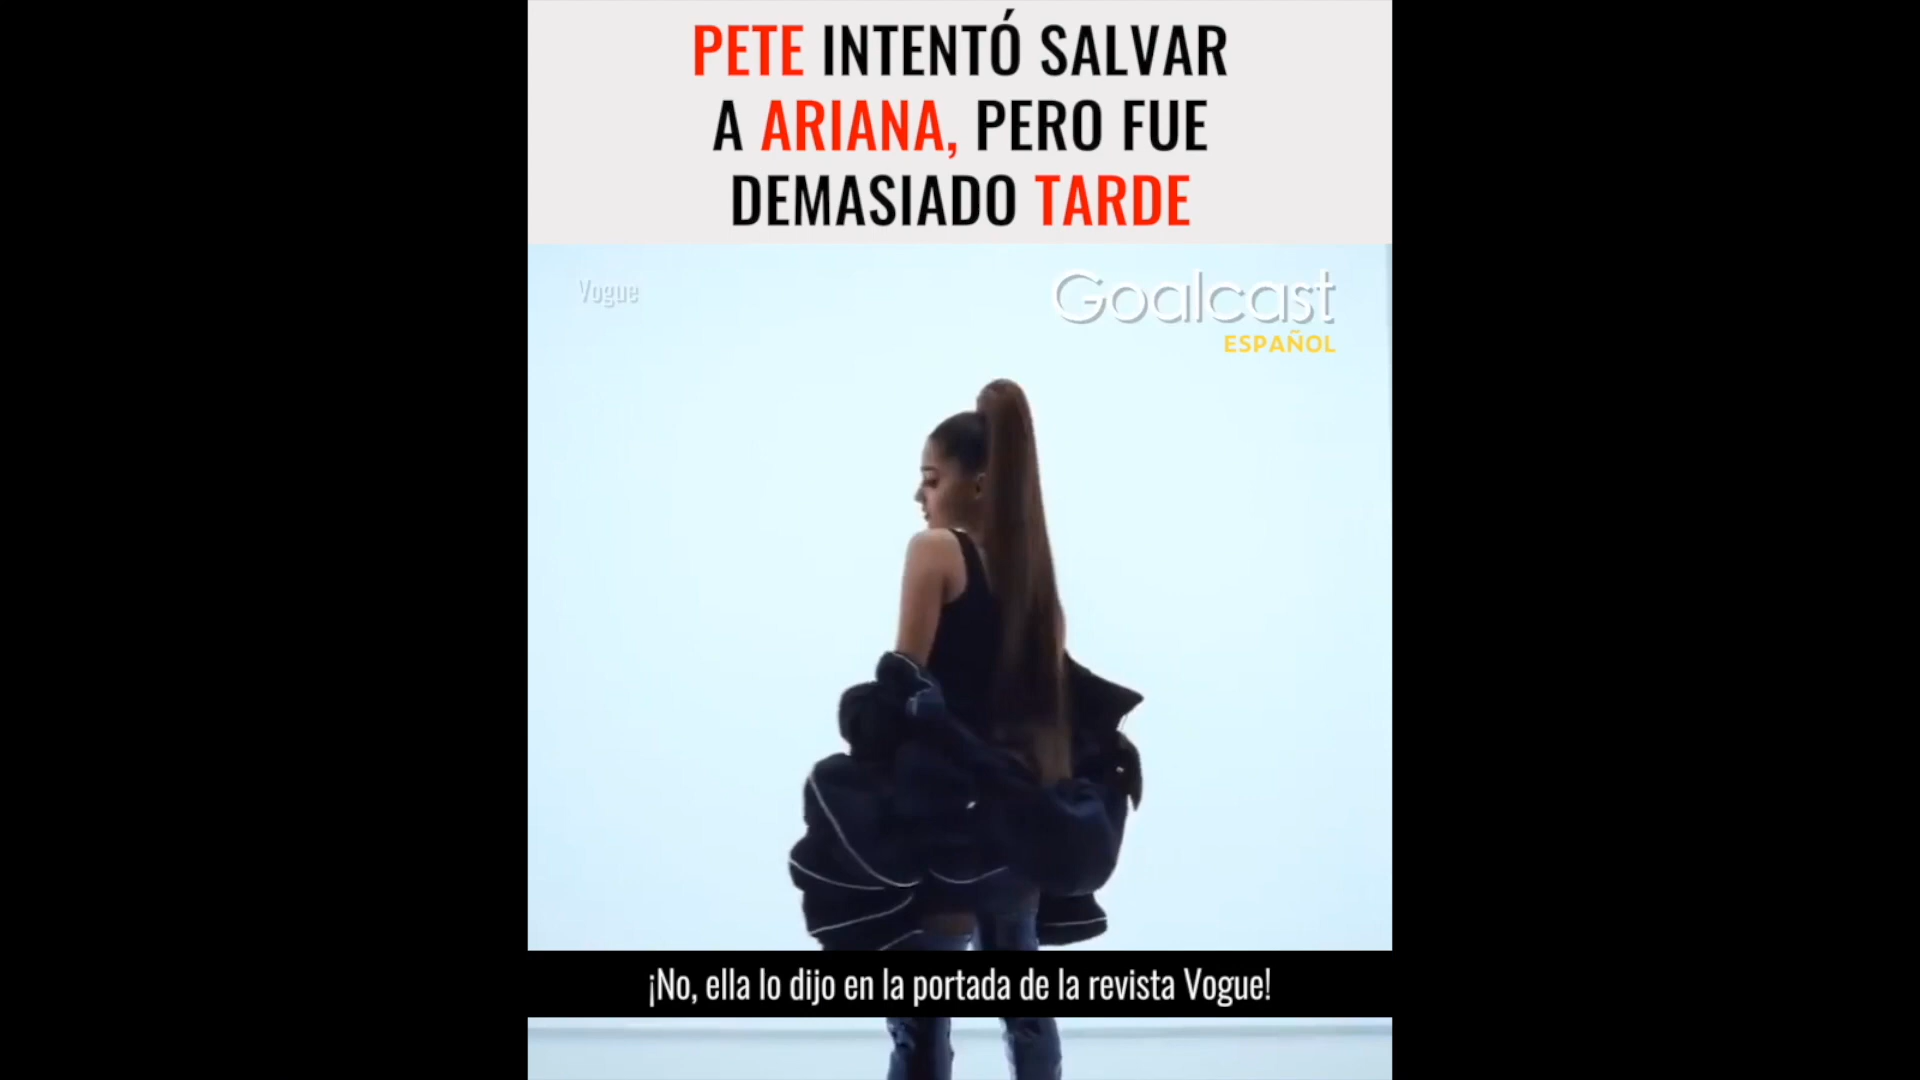 PETE INTENTÓ SALVAR
A ARIANA, PERO FUE
DEMASIADO TARDE
Vogue
Goalcast
ESPAÑOL
¡No, ella lo dijo en la portada de la revista Vogue!